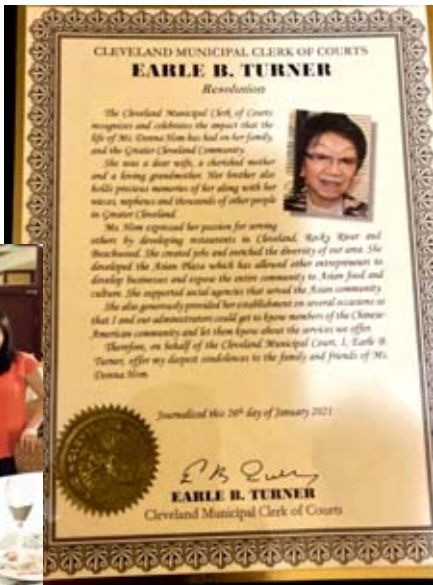 CLEVELAND MUNICIPAL CLERK OF COURTS
EARLE B. TURNER
Resolution
The Cleveland Municipal Clerk of Courts
recognizes and celebrates the impact that the
life of Ms. Donna Hom has had on her family,
and the Greater Cleveland Community.
She was a dear wife, a cherished mother
and a loving grandmother. Her brother also
holds precious memories of her along with her
nieces, nephews and thousands of other people
in Greater Cleveland.
Ms. Hom expressed her passion for serving
others by developing restaurants in Cleveland, Rocky River and
Beachwood. She created jobs and enriched the diversity of our area. She
developed the Asian Plaza which has allowed other entrepreneurs to
develop businesses and expose the entire community to Asian food and
culture. She supported social agencies that served the Asian community.
She also generously provided her establishment on several occasions so
that I and our administrators could get to know members of the Chinese-
American community and let them know about the services we offer.
Therefore, on behalf of the Cleveland Municipal Court, I, Earle B.
Turner, offer my deepest condolences to the family and friends of Ms.
Donna Hom.
Journalized this 26th day of January 2021
EARLE B. TURNER
Cleveland Municipal Clerk of Courts